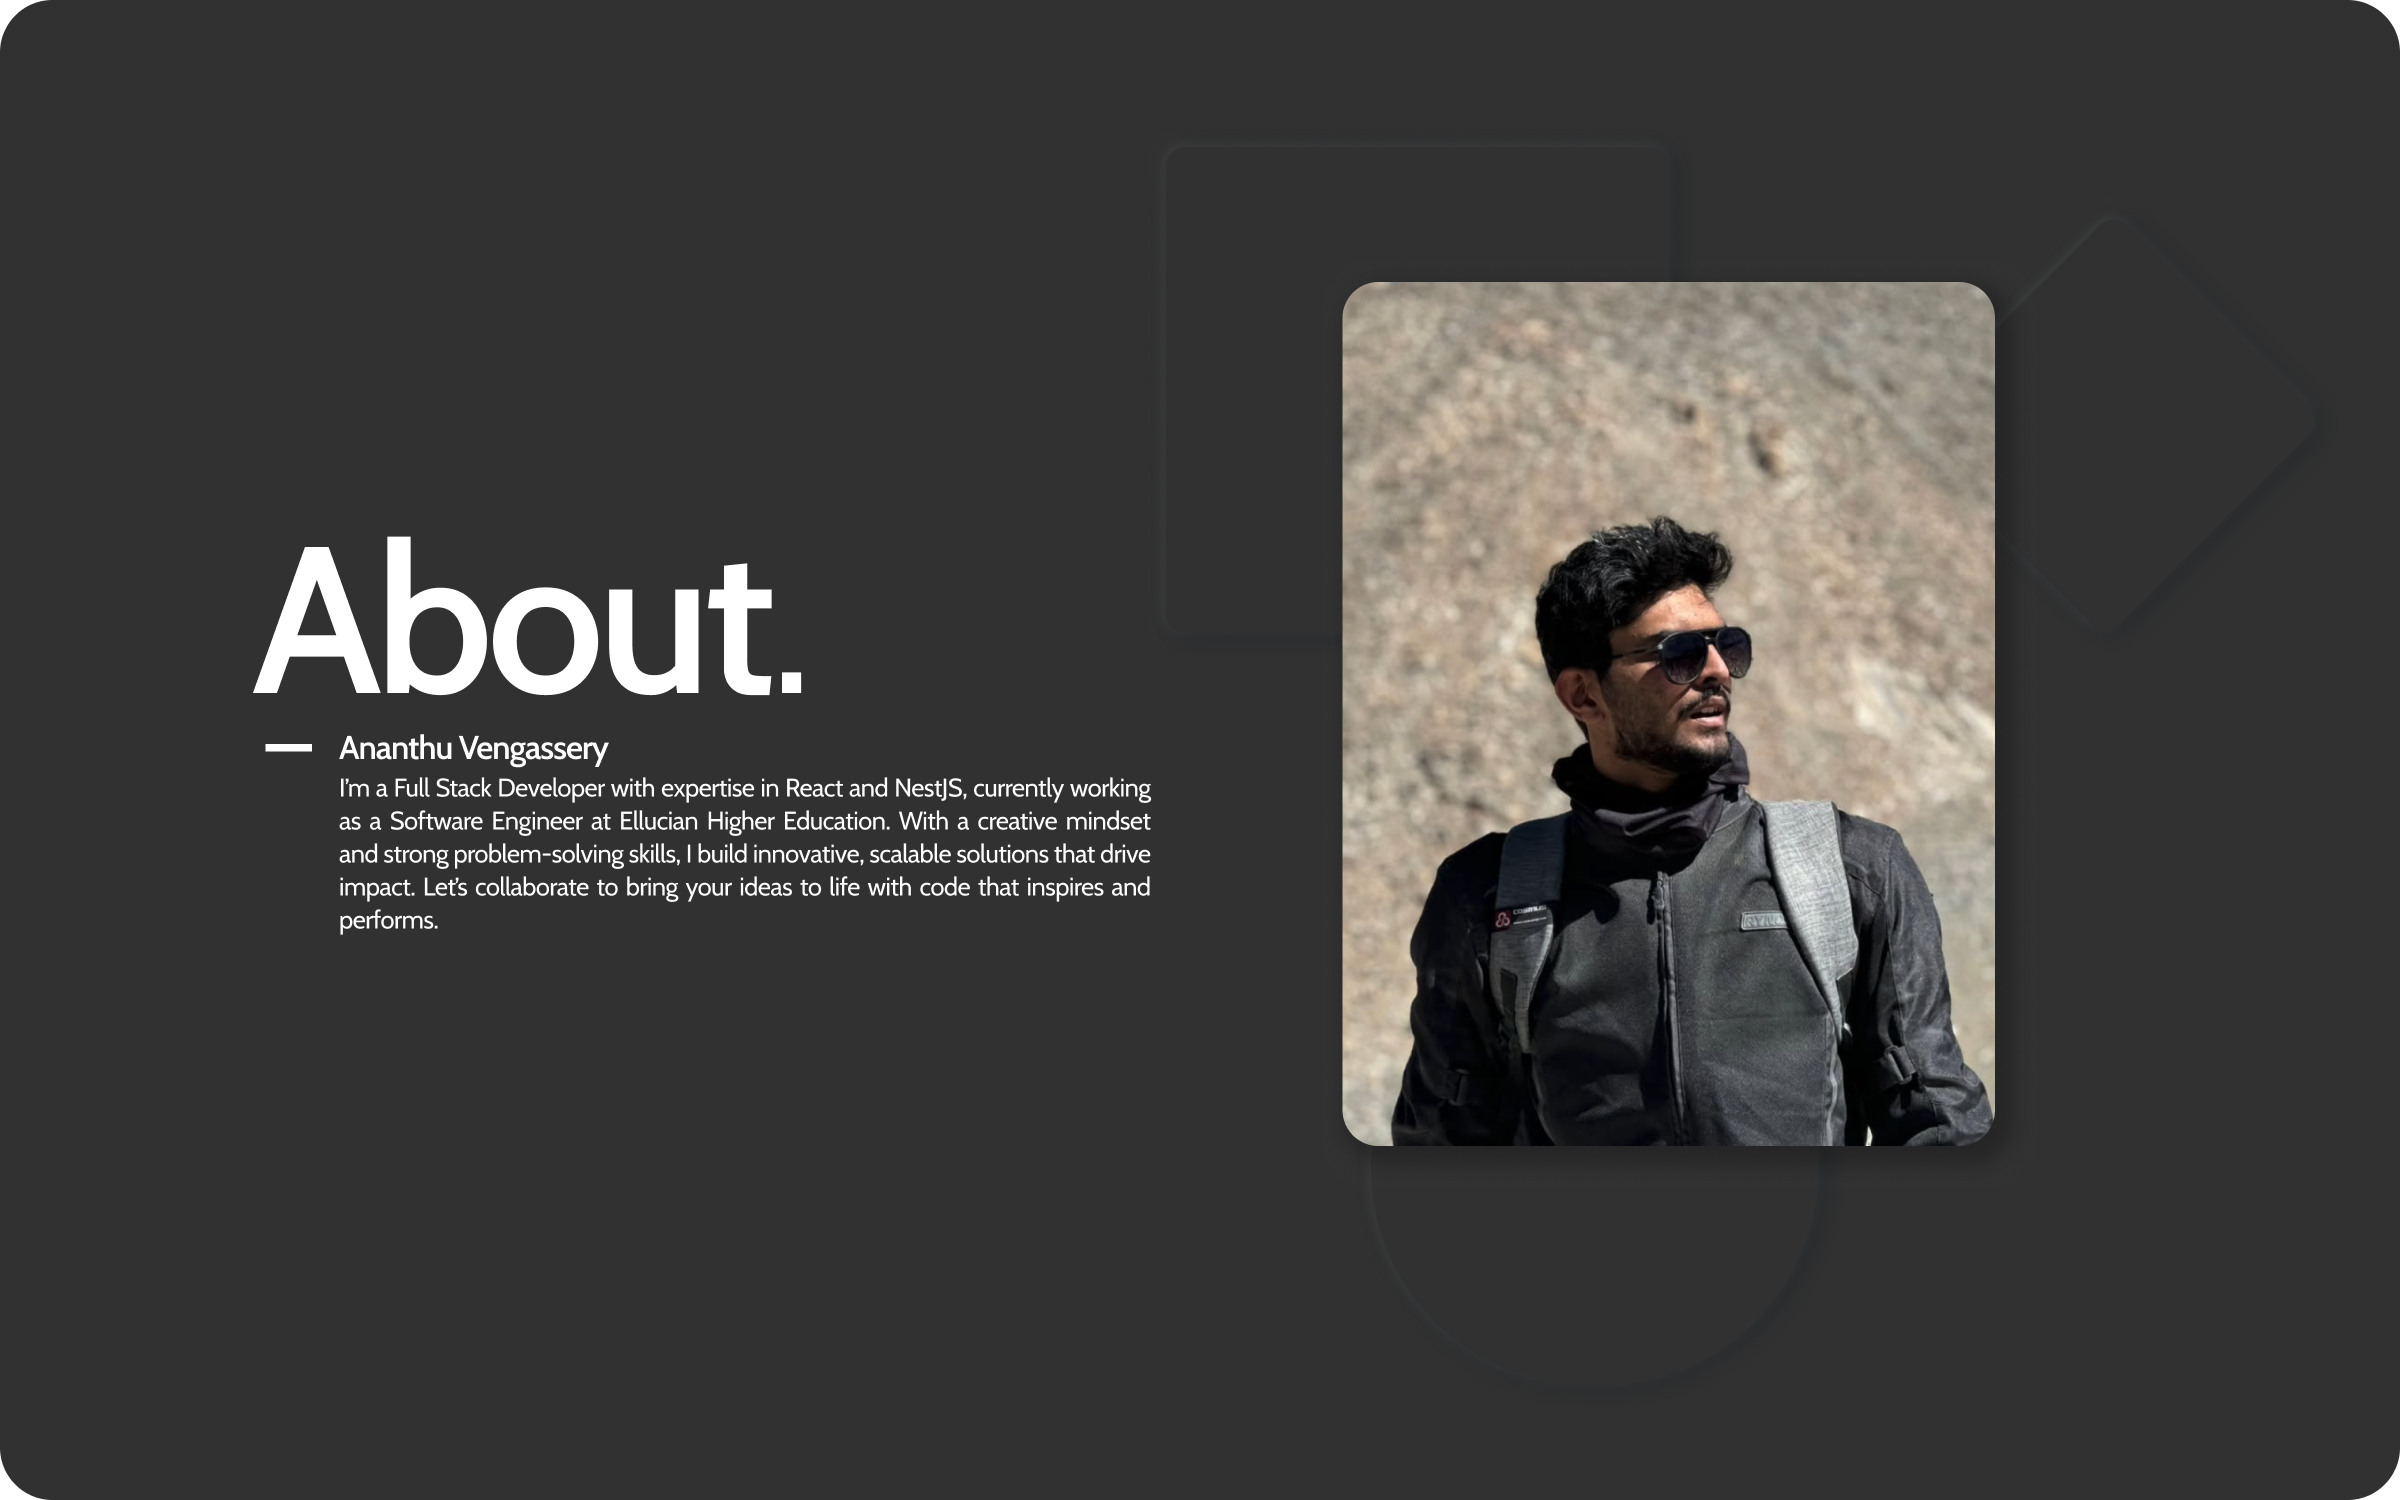 About.
Ananthu Vengassery
I'm a Full Stack Developer with expertise in React and NestJS, currently working
as a Software Engineer at Ellucian Higher Education. With a creative mindset
and strong problem-solving skills, I build innovative, scalable solutions that drive
impact. Let's collaborate to bring your ideas to life with code that inspires and
performs.